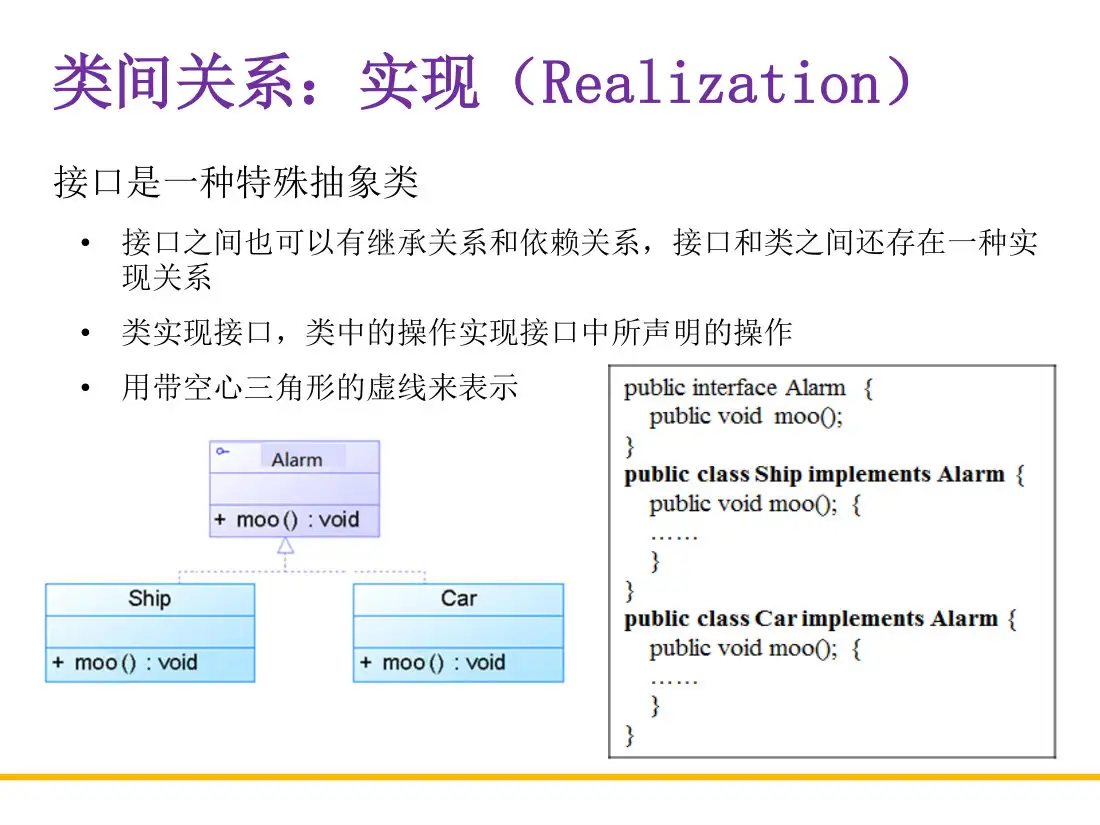 类间关系：实现（Realization）
接口是一种特殊抽象类
• 接口之间也可以有继承关系和依赖关系，接口和类之间还存在一种实
现关系
• 类实现接口，类中的操作实现接口中所声明的操作
• 用带空心三角形的虚线来表示
Alarm
+ moo() : void
Ship
+ moo() : void
Car
+ moo() : void
public interface Alarm {
public void moo();
}
public class Ship implements Alarm {
public void moo(); {
……
}
}
public class Car implements Alarm {
public void moo(); {
……
}
}